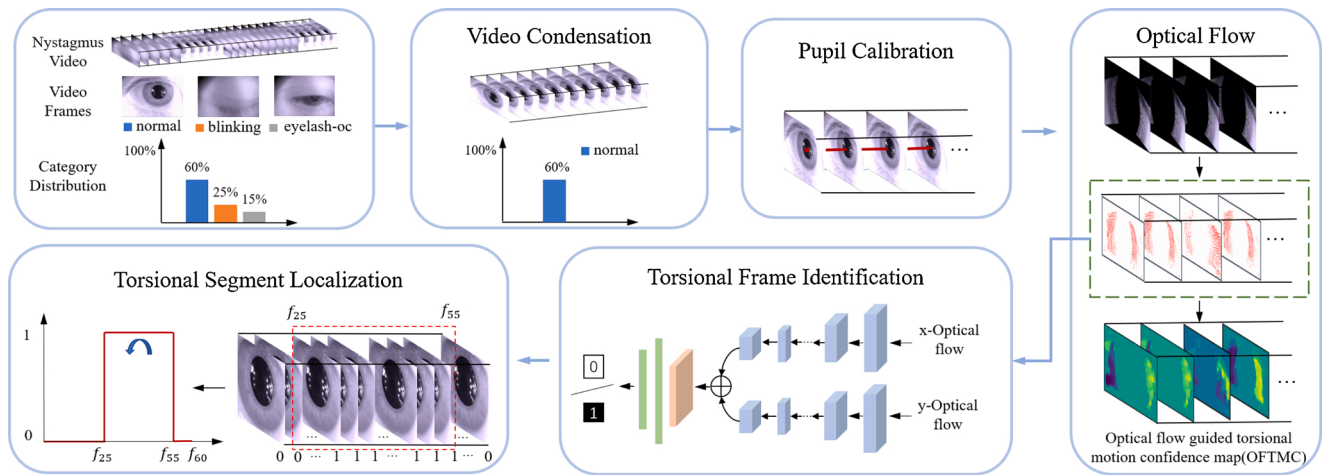 Nystagmus
Video
Video
Frames
normal
blinking
eyelash-oc
Category
Distribution
100%
60%
25%
15%
Video Condensation
100%
normal
60%
Pupil Calibration
...
Optical Flow
...
...
...
Optical flow guided torsional
motion confidence map(OFTMC)
Torsional Frame Identification
x-Optical
flow
y-Optical
flow
0
1
Torsional Segment Localization
f25
f55
1
0
f25
f55
f60
0 0 ... 1 1 1 ... 1 1 1 ... 0